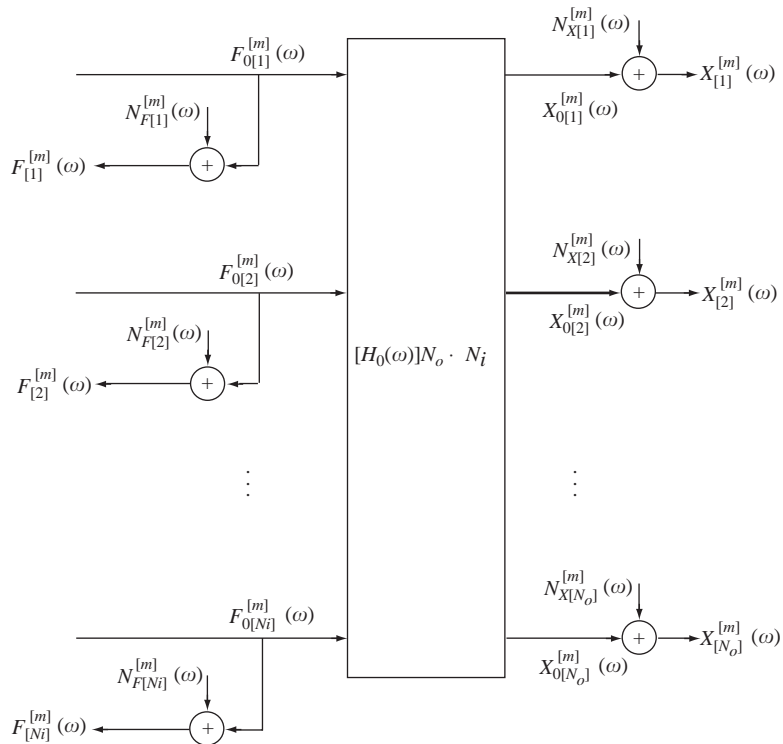 F_{0[1]}^{[m]}(ω)
N_{X[1]}^{[m]}(ω)
X_{[1]}^{[m]}(ω)
X_{0[1]}^{[m]}(ω)
N_{F[1]}^{[m]}(ω)
F_{[1]}^{[m]}(ω)
+
+
F_{0[2]}^{[m]}(ω)
N_{X[2]}^{[m]}(ω)
X_{[2]}^{[m]}(ω)
X_{0[2]}^{[m]}(ω)
N_{F[2]}^{[m]}(ω)
F_{[2]}^{[m]}(ω)
+
+
[H_0(ω)]N_o · N_i
⋮
⋮
F_{0[Ni]}^{[m]}(ω)
N_{X[N_o]}^{[m]}(ω)
X_{[N_o]}^{[m]}(ω)
X_{0[N_o]}^{[m]}(ω)
N_{F[Ni]}^{[m]}(ω)
F_{[Ni]}^{[m]}(ω)
+
+